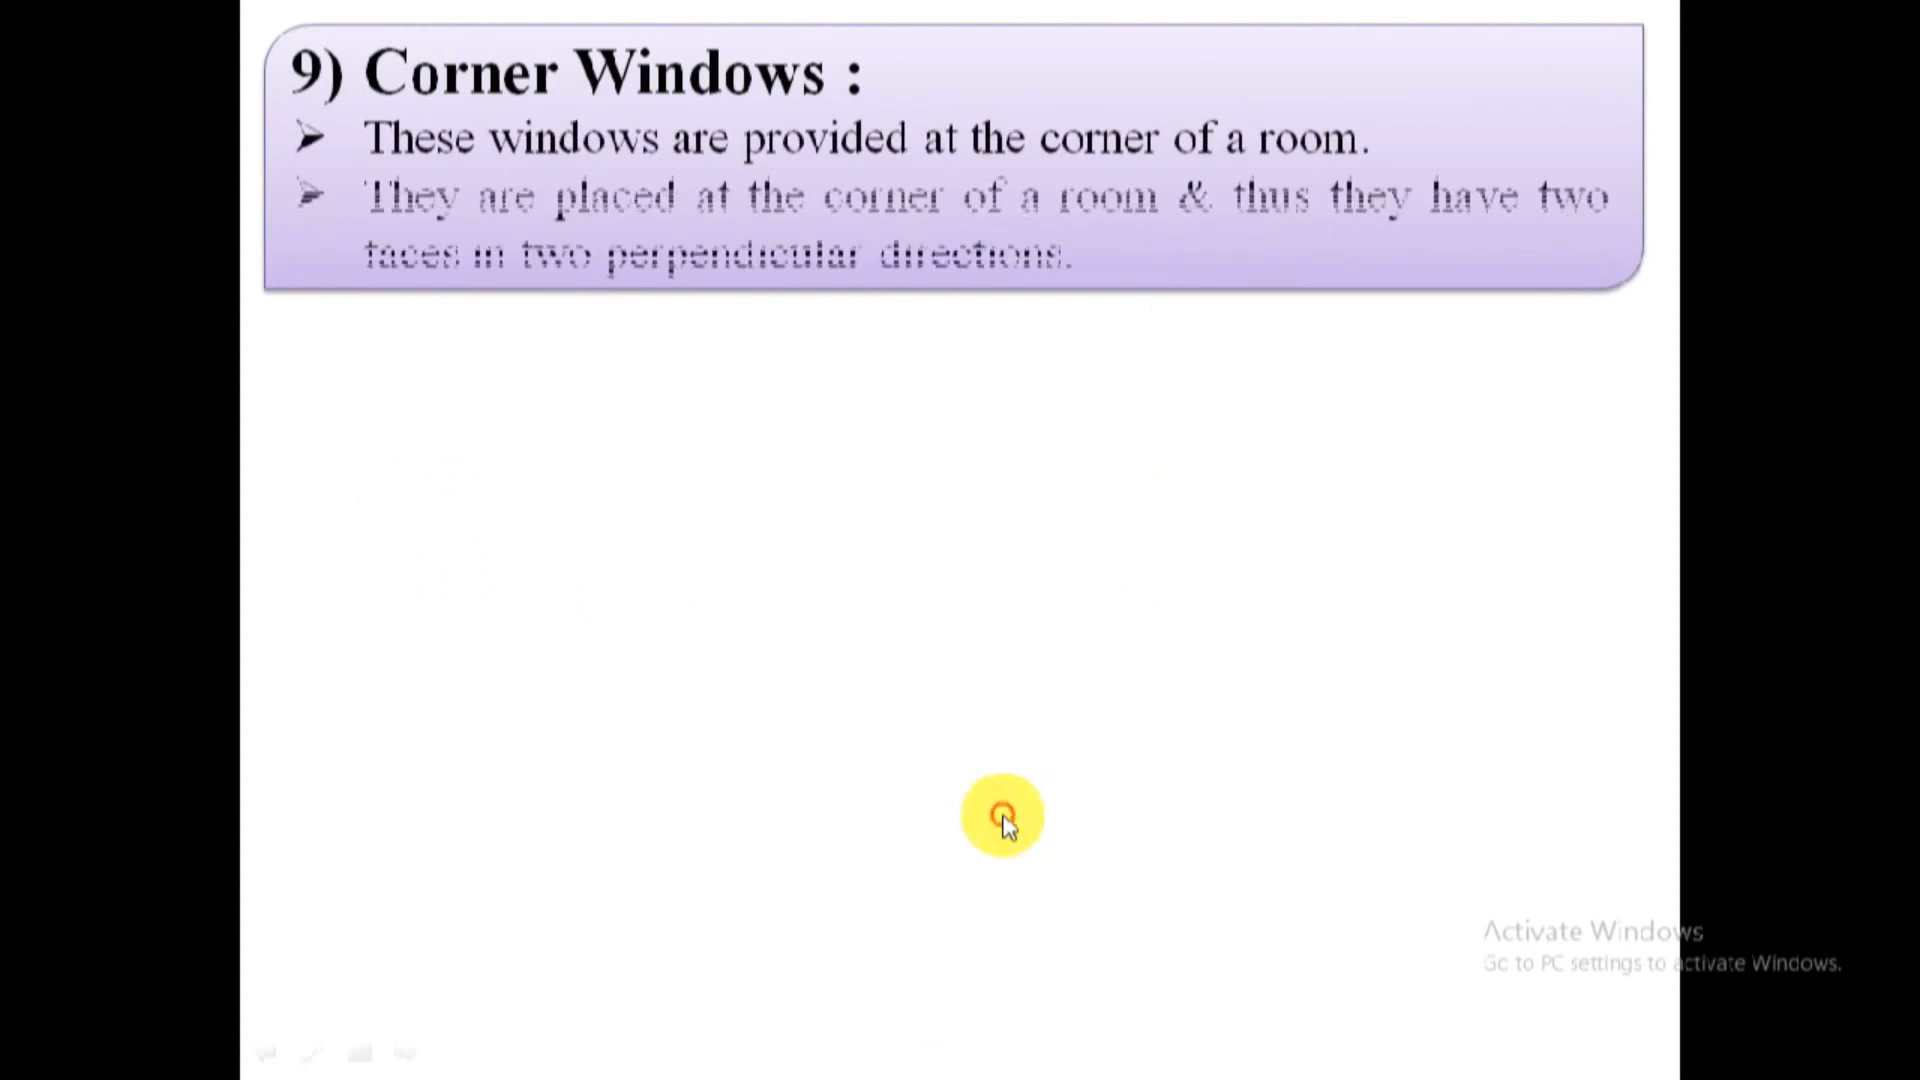 9) Corner Windows :
➢ These windows are provided at the corner of a room.
➢ They are placed at the corner of a room & thus they have two
faces in two perpendicular directions.
Activate Windows
Go to PC settings to activate Windows.